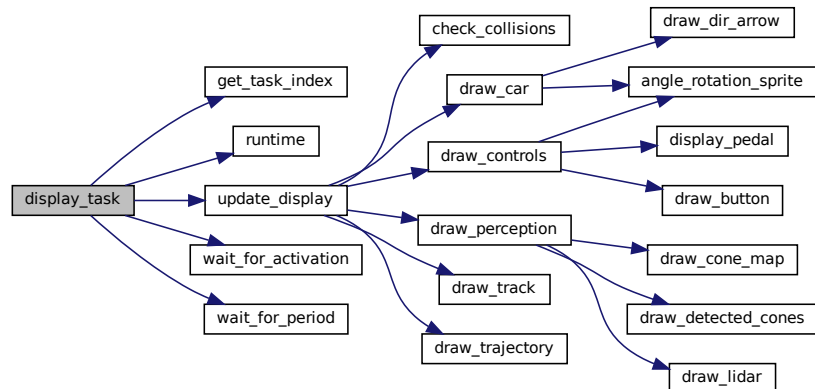 display_task
get_task_index
runtime
update_display
wait_for_activation
wait_for_period
check_collisions
draw_car
draw_controls
draw_perception
draw_track
draw_trajectory
draw_dir_arrow
angle_rotation_sprite
display_pedal
draw_button
draw_cone_map
draw_detected_cones
draw_lidar